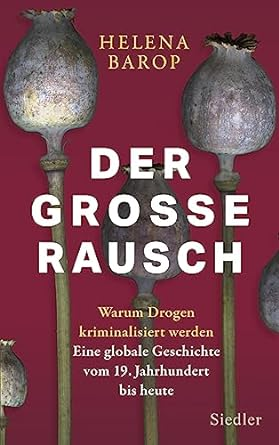 HELENA
BAROP
DER
GROSSE
RAUSCH
Warum Drogen
kriminalisiert werden
Eine globale Geschichte
vom 19. Jahrhundert
bis heute
Siedler